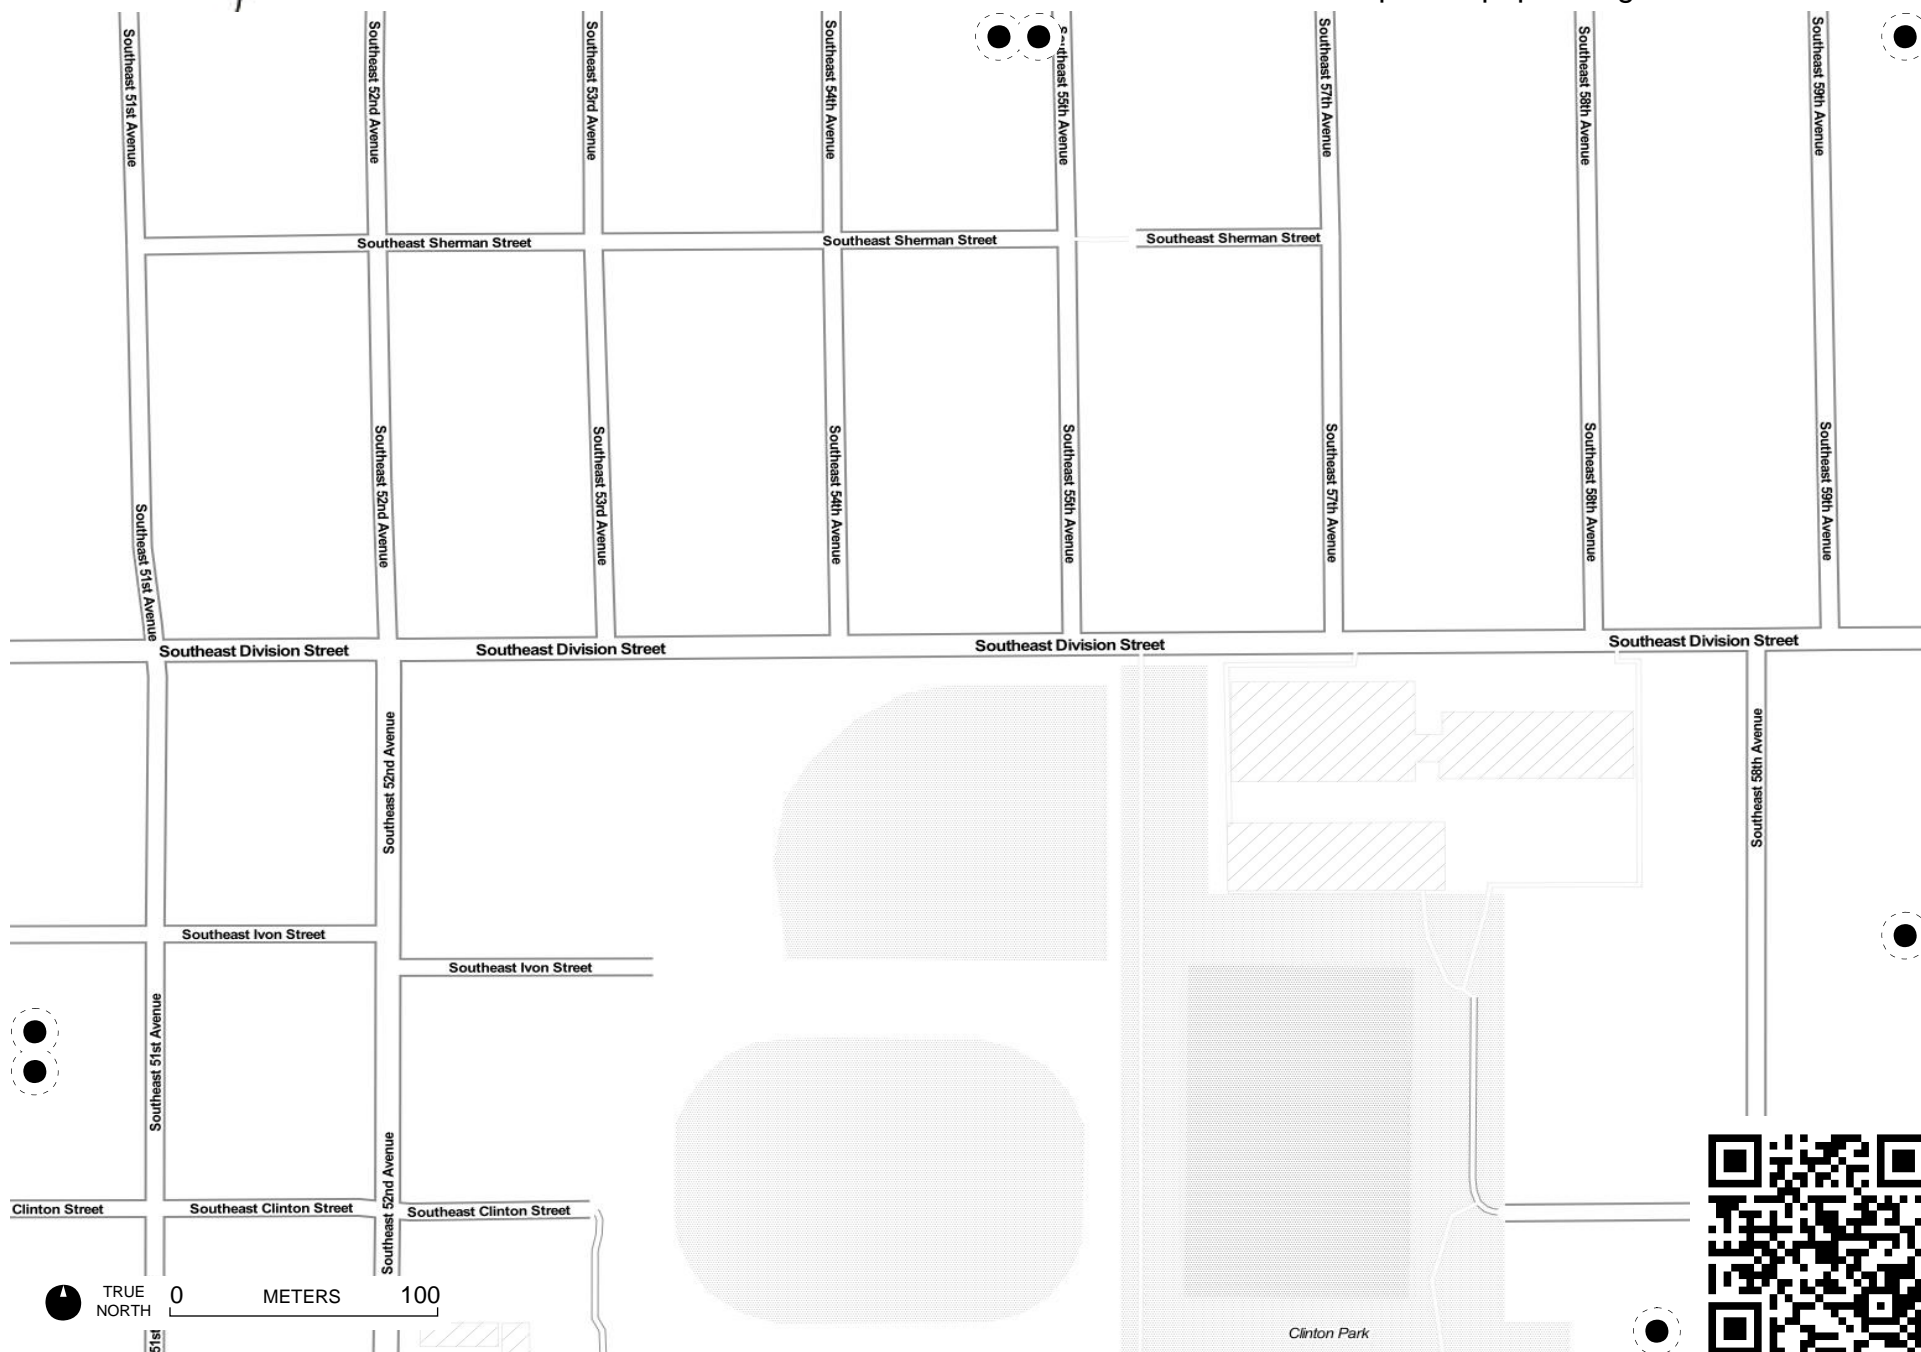 Southeast 51st Avenue
Southeast 52nd Avenue
Southeast 53rd Avenue
Southeast 54th Avenue
Southeast 55th Avenue
Southeast 57th Avenue
Southeast 58th Avenue
Southeast 59th Avenue
Southeast Sherman Street
Southeast Sherman Street
Southeast Sherman Street
Southeast 51st Avenue
Southeast 52nd Avenue
Southeast 53rd Avenue
Southeast 54th Avenue
Southeast 55th Avenue
Southeast 57th Avenue
Southeast 58th Avenue
Southeast 59th Avenue
Southeast Division Street
Southeast Division Street
Southeast Division Street
Southeast Division Street
Southeast 52nd Avenue
Southeast 58th Avenue
Southeast Ivon Street
Southeast Ivon Street
Southeast 51st Avenue
Southeast 52nd Avenue
Clinton Street
Southeast Clinton Street
Southeast Clinton Street
TRUE
NORTH
0 METERS 100
51st
Clinton Park